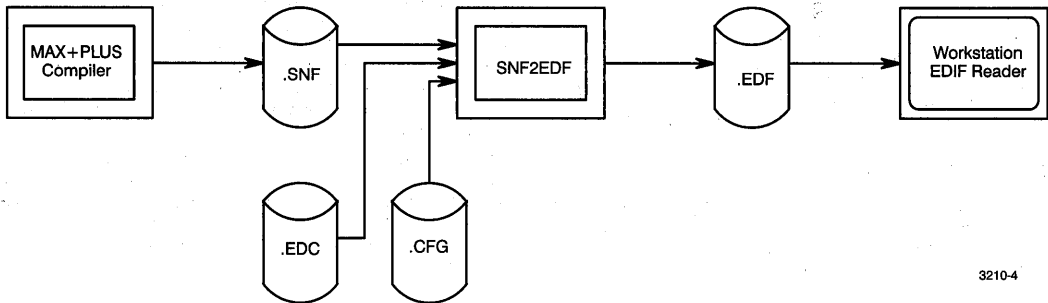 MAX+PLUS
Compiler
.SNF
SNF2EDF
.EDF
Workstation
EDIF Reader
.EDC
.CFG
3210-4